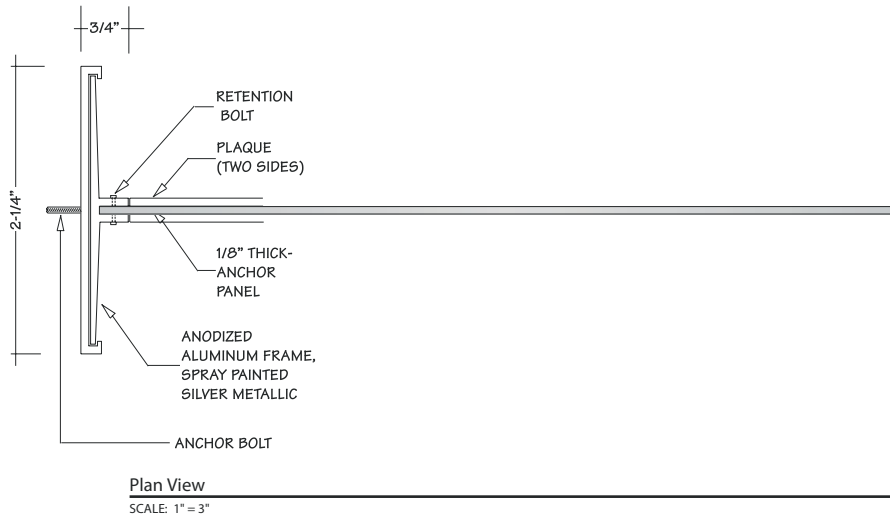 3/4"
RETENTION
BOLT
PLAQUE
(TWO SIDES)
2-1/4"
1/8" THICK-
ANCHOR
PANEL
ANODIZED
ALUMINUM FRAME,
SPRAY PAINTED
SILVER METALLIC
ANCHOR BOLT
Plan View
SCALE: 1" = 3"